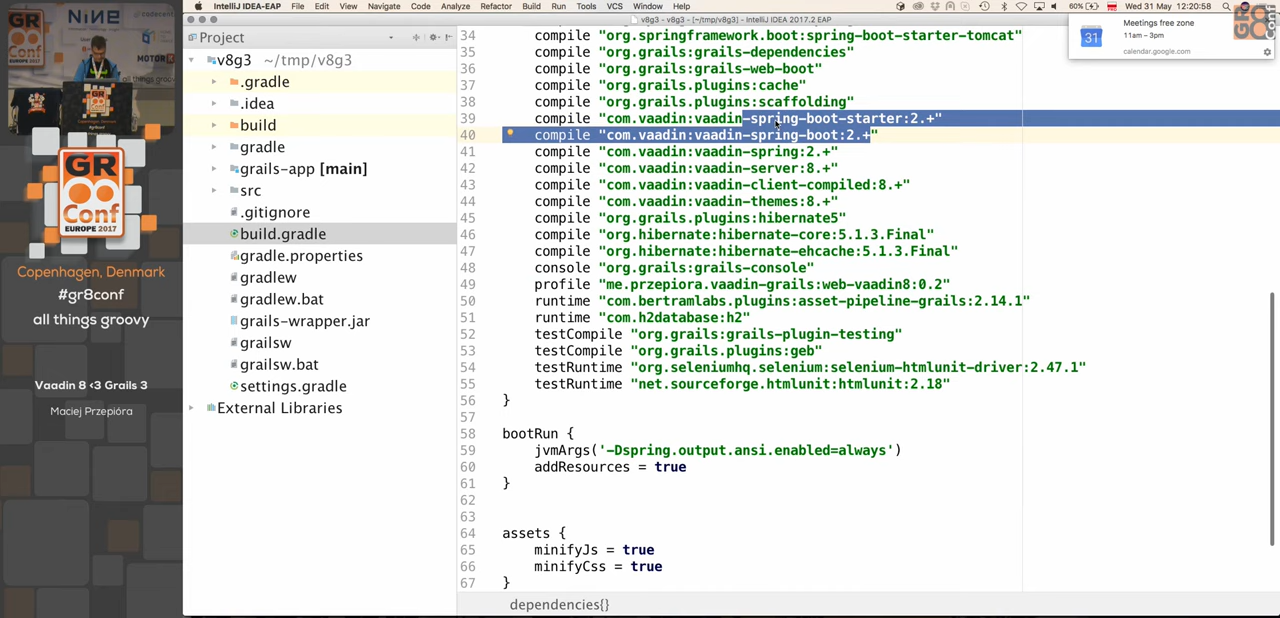 IntelliJ IDEA-EAP File Edit View Navigate Code Analyze Refactor Build Run Tools VCS Window Help
60% Wed 31 May 12:20:58
v8g3 - v8g3 - [~/tmp/v8g3] - IntelliJ IDEA 2017.2 EAP
Meetings free zone
11am – 3pm
calendar.google.com
31
GR8
Conf
EUROPE 2017
NINE
codecentric
all things groovy
GR
Conf
EUROPE 2017
Copenhagen, Denmark
#gr8conf
all things groovy
Vaadin 8 <3 Grails 3
Maciej Przepióra
Project
v8g3 ~/tmp/v8g3
.gradle
.idea
build
gradle
grails-app [main]
src
.gitignore
build.gradle
gradle.properties
gradlew
gradlew.bat
grails-wrapper.jar
grailsw
grailsw.bat
settings.gradle
External Libraries
34 compile "org.springframework.boot:spring-boot-starter-tomcat"
35 compile "org.grails:grails-dependencies"
36 compile "org.grails:grails-web-boot"
37 compile "org.grails.plugins:cache"
38 compile "org.grails.plugins:scaffolding"
39 compile "com.vaadin:vaadin-spring-boot-starter:2.+"
40 compile "com.vaadin:vaadin-spring-boot:2.+"
41 compile "com.vaadin:vaadin-spring:2.+"
42 compile "com.vaadin:vaadin-server:8.+"
43 compile "com.vaadin:vaadin-client-compiled:8.+"
44 compile "com.vaadin:vaadin-themes:8.+"
45 compile "org.grails.plugins:hibernate5"
46 compile "org.hibernate:hibernate-core:5.1.3.Final"
47 compile "org.hibernate:hibernate-ehcache:5.1.3.Final"
48 console "org.grails:grails-console"
49 profile "me.przepiora.vaadin-grails:web-vaadin8:0.2"
50 runtime "com.bertramlabs.plugins:asset-pipeline-grails:2.14.1"
51 runtime "com.h2database:h2"
52 testCompile "org.grails:grails-plugin-testing"
53 testCompile "org.grails.plugins:geb"
54 testRuntime "org.seleniumhq.selenium:selenium-htmlunit-driver:2.47.1"
55 testRuntime "net.sourceforge.htmlunit:htmlunit:2.18"
56 }
57
58 bootRun {
59 jvmArgs('-Dspring.output.ansi.enabled=always')
60 addResources = true
61 }
62
63
64 assets {
65 minifyJs = true
66 minifyCss = true
67 }
dependencies{}